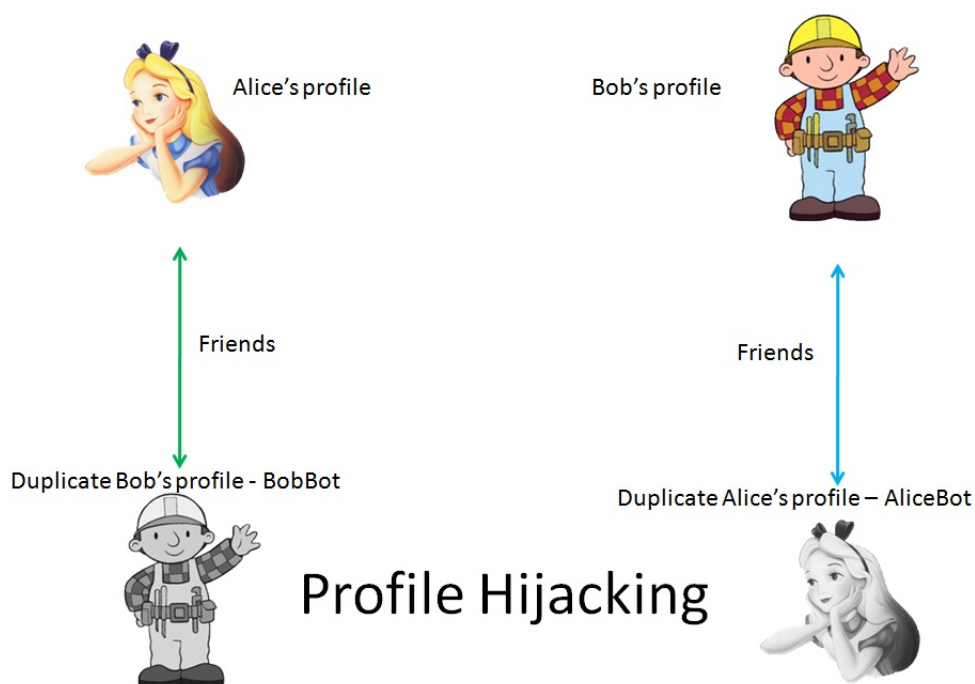 Alice's profile
Bob's profile
Friends
Friends
Duplicate Bob's profile - BobBot
Duplicate Alice's profile – AliceBot
Profile Hijacking